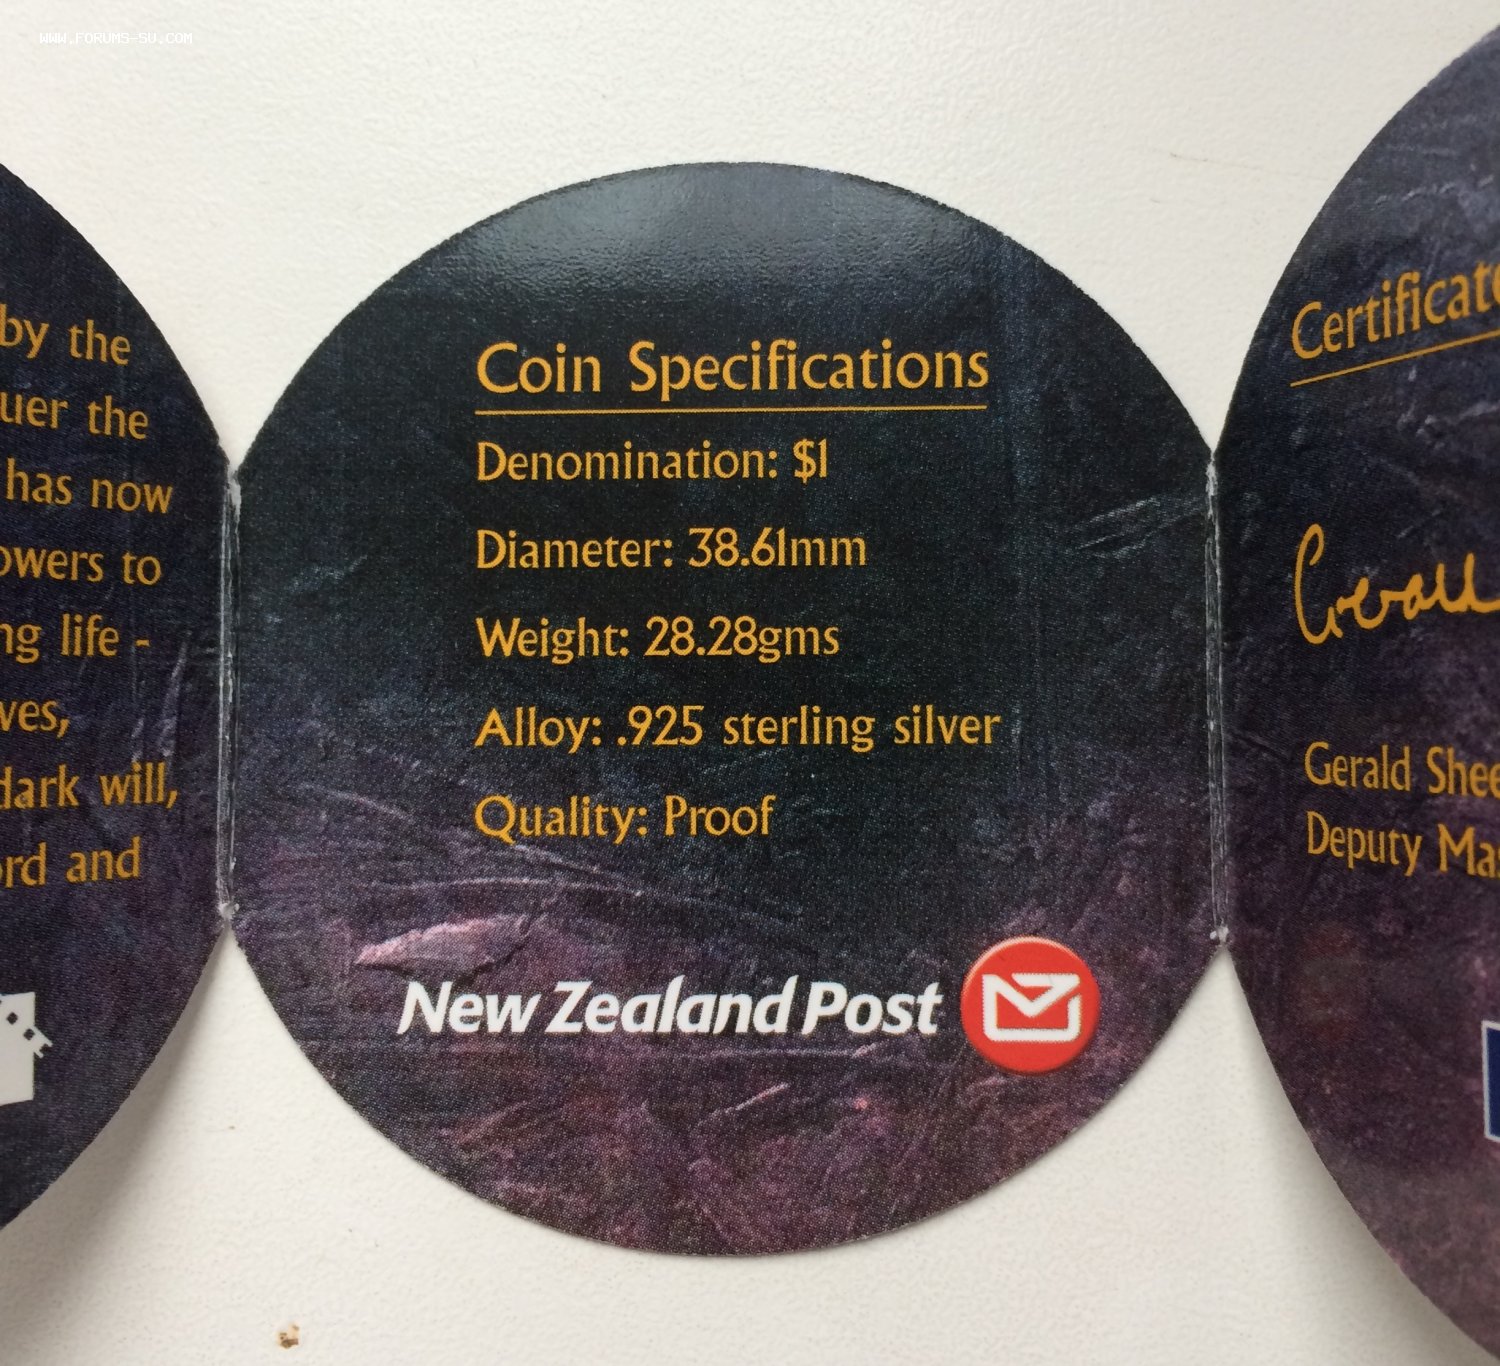 WWW.FORUMS-SU.COM
by the
uer the
has now
owers to
ng life -
ves,
dark will,
ord and
Coin Specifications
Denomination: $1
Diameter: 38.61mm
Weight: 28.28gms
Alloy: .925 sterling silver
Quality: Proof
New Zealand Post
Certificate
Gerald
Gerald Shee
Deputy Mas